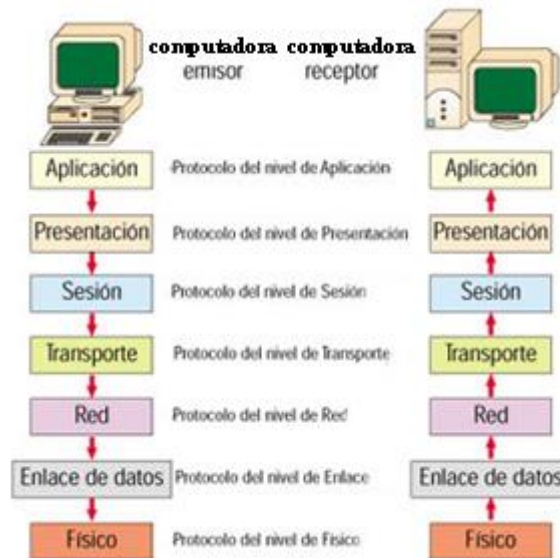 computadora computadora
emisor receptor
Aplicación Protocolo del nivel de Aplicación Aplicación
Presentación Protocolo del nivel de Presentación Presentación
Sesión Protocolo del nivel de Sesión Sesión
Transporte Protocolo del nivel de Transporte Transporte
Red Protocolo del nivel de Red Red
Enlace de datos Protocolo del nivel de Enlace Enlace de datos
Físico Protocolo del nivel de Físico Físico